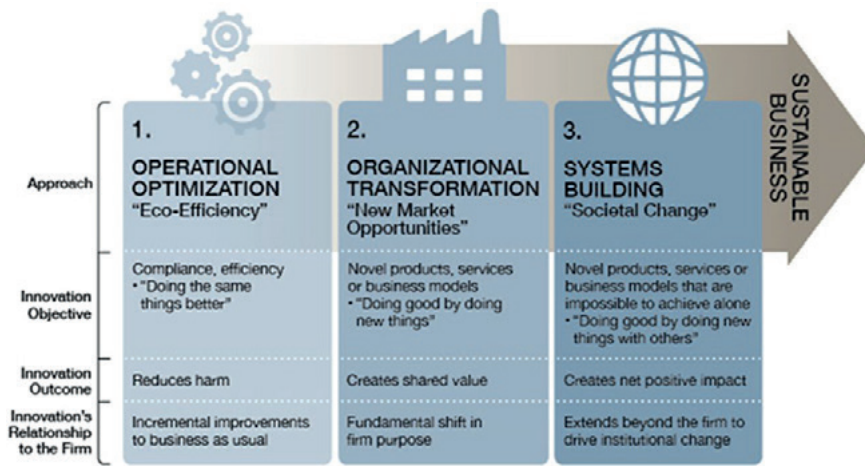 SUSTAINABLE
BUSINESS
Approach
1.
OPERATIONAL
OPTIMIZATION
"Eco-Efficiency"
2.
ORGANIZATIONAL
TRANSFORMATION
"New Market
Opportunities"
3.
SYSTEMS
BUILDING
"Societal Change"
Innovation
Objective
Compliance, efficiency
• "Doing the same
things better"
Novel products, services
or business models
• "Doing good by doing
new things"
Novel products, services or
business models that are
impossible to achieve alone
• "Doing good by doing new
things with others"
Innovation
Outcome
Reduces harm
Creates shared value
Creates net positive impact
Innovation's
Relationship
to the Firm
Incremental improvements
to business as usual
Fundamental shift in
firm purpose
Extends beyond the firm to
drive institutional change